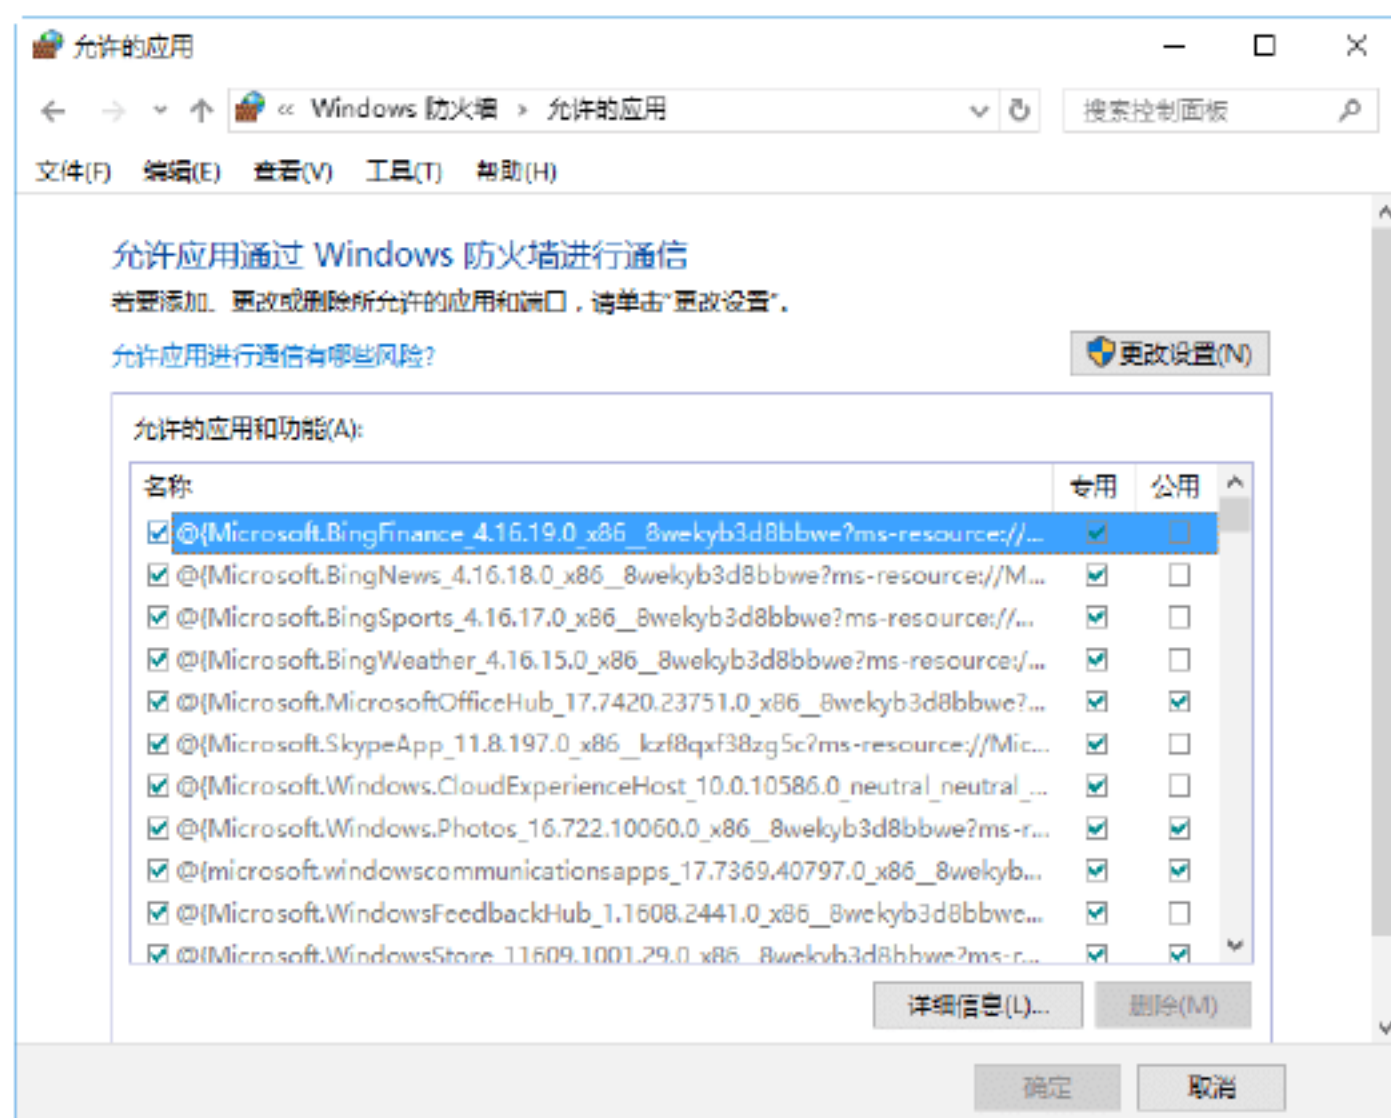 允许的应用
« Windows 防火墙 › 允许的应用
搜索控制面板
文件(F) 编辑(E) 查看(V) 工具(T) 帮助(H)
允许应用通过 Windows 防火墙进行通信
若要添加、更改或删除所允许的应用和端口，请单击"更改设置"。
允许应用进行通信有哪些风险?
更改设置(N)
允许的应用和功能(A):
名称 专用 公用
@{Microsoft.BingFinance_4.16.19.0_x86__8wekyb3d8bbwe?ms-resource://...
@{Microsoft.BingNews_4.16.18.0_x86__8wekyb3d8bbwe?ms-resource://M...
@{Microsoft.BingSports_4.16.17.0_x86__8wekyb3d8bbwe?ms-resource://...
@{Microsoft.BingWeather_4.16.15.0_x86__8wekyb3d8bbwe?ms-resource:/...
@{Microsoft.MicrosoftOfficeHub_17.7420.23751.0_x86__8wekyb3d8bbwe?...
@{Microsoft.SkypeApp_11.8.197.0_x86__kzf8qxf38zg5c?ms-resource://Mic...
@{Microsoft.Windows.CloudExperienceHost_10.0.10586.0_neutral_neutral_...
@{Microsoft.Windows.Photos_16.722.10060.0_x86__8wekyb3d8bbwe?ms-r...
@{microsoft.windowscommunicationsapps_17.7369.40797.0_x86__8wekyb...
@{Microsoft.WindowsFeedbackHub_1.1608.2441.0_x86__8wekyb3d8bbwe...
@{Microsoft.WindowsStore_11609.1001.29.0_x86__8wekyb3d8bbwe?ms-r...
详细信息(L)... 删除(M)
确定 取消